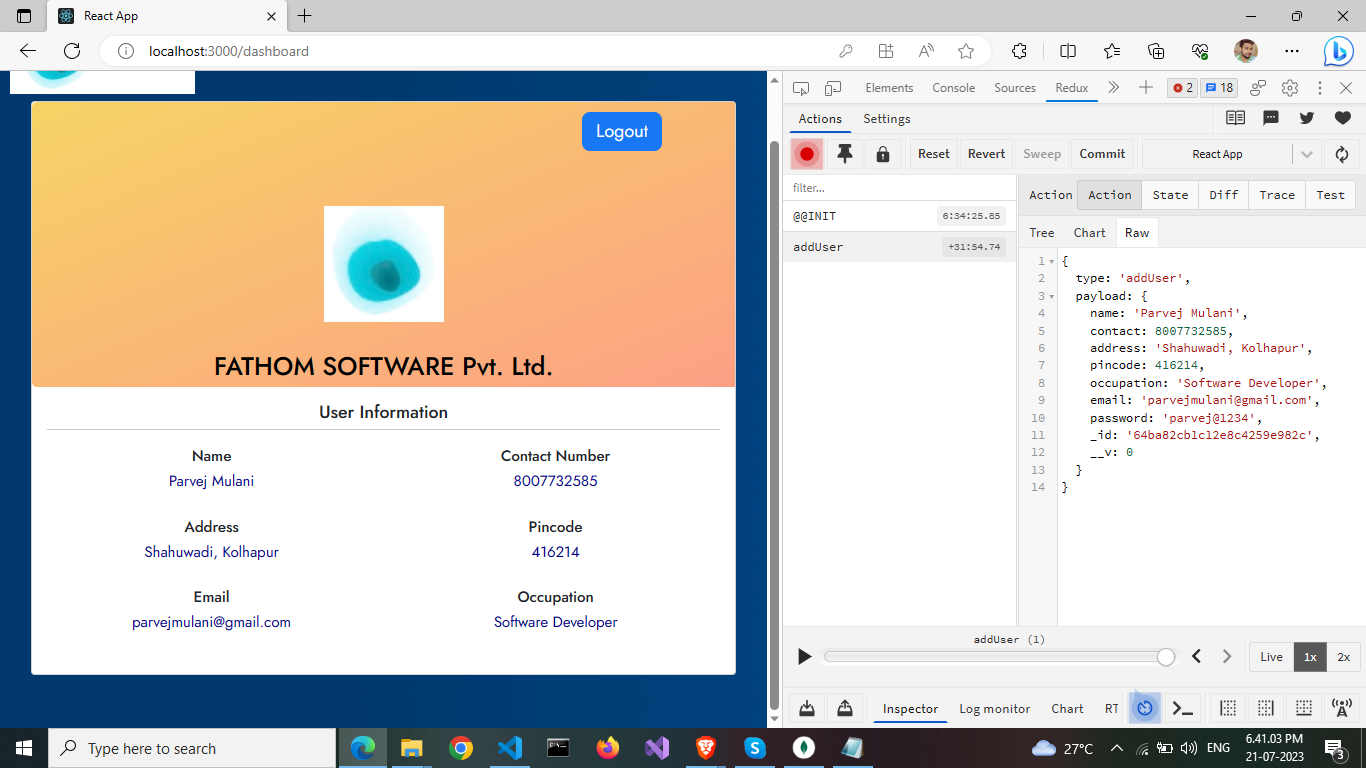 React App
localhost:3000/dashboard
Logout
FATHOM SOFTWARE Pvt. Ltd.
User Information
Name
Contact Number
Parvej Mulani
8007732585
Address
Pincode
Shahuwadi, Kolhapur
416214
Email
Occupation
parvejmulani@gmail.com
Software Developer
Elements Console Sources Redux 2 18
Actions Settings
Reset Revert Sweep Commit React App
filter...
@@INIT 6:34:25.85
addUser +31:54.74
Action Action State Diff Trace Test
Tree Chart Raw
1 {
2 type: 'addUser',
3 payload: {
4 name: 'Parvej Mulani',
5 contact: 8007732585,
6 address: 'Shahuwadi, Kolhapur',
7 pincode: 416214,
8 occupation: 'Software Developer',
9 email: 'parvejmulani@gmail.com',
10 password: 'parvej@1234',
11 _id: '64ba82cb1c12e8c4259e982c',
12 __v: 0
13 }
14 }
addUser (1)
Live 1x 2x
Inspector Log monitor Chart RT
Type here to search
27°C ENG 6.41.03 PM
21-07-2023
3